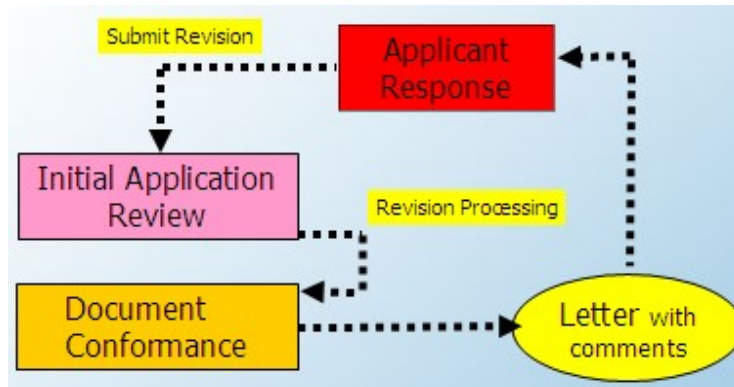 Submit Revision
Applicant
Response
Initial Application
Review
Revision Processing
Document
Conformance
Letter with
comments